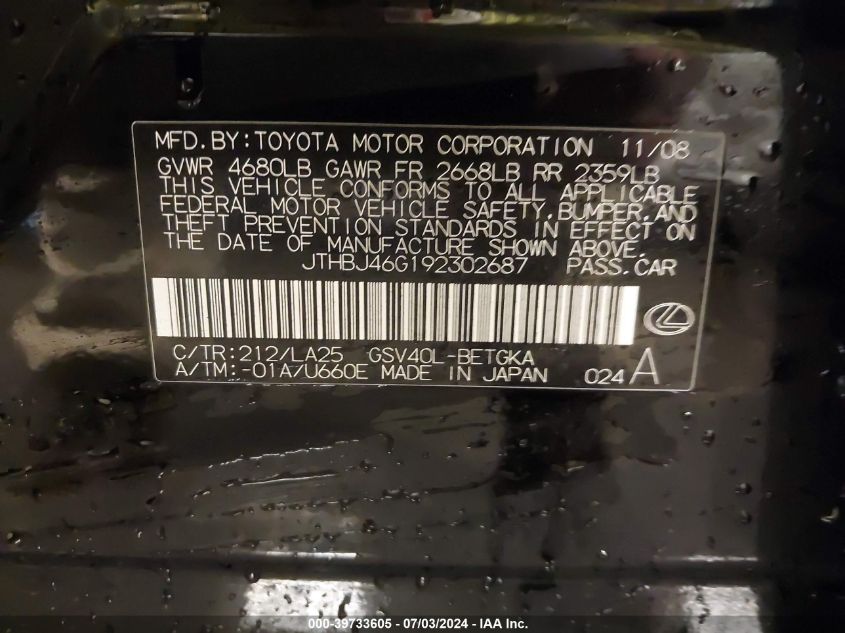 MFD.BY:TOYOTA MOTOR CORPORATION 11/08
GVWR 4680LB GAWR FR 2668LB RR 2359LB
THIS VEHICLE CONFORMS TO ALL APPLICABLE
FEDERAL MOTOR VEHICLE SAFETY,BUMPER,AND
THEFT PREVENTION STANDARDS IN EFFECT ON
THE DATE OF MANUFACTURE SHOWN ABOVE.
JTHBJ46G192302687 PASS.CAR
C/TR:212/LA25 GSV40L-BETGKA
A/TM:-01A/U660E MADE IN JAPAN 024 A
000-39733605 / 07/03/2024 - IAA Inc.